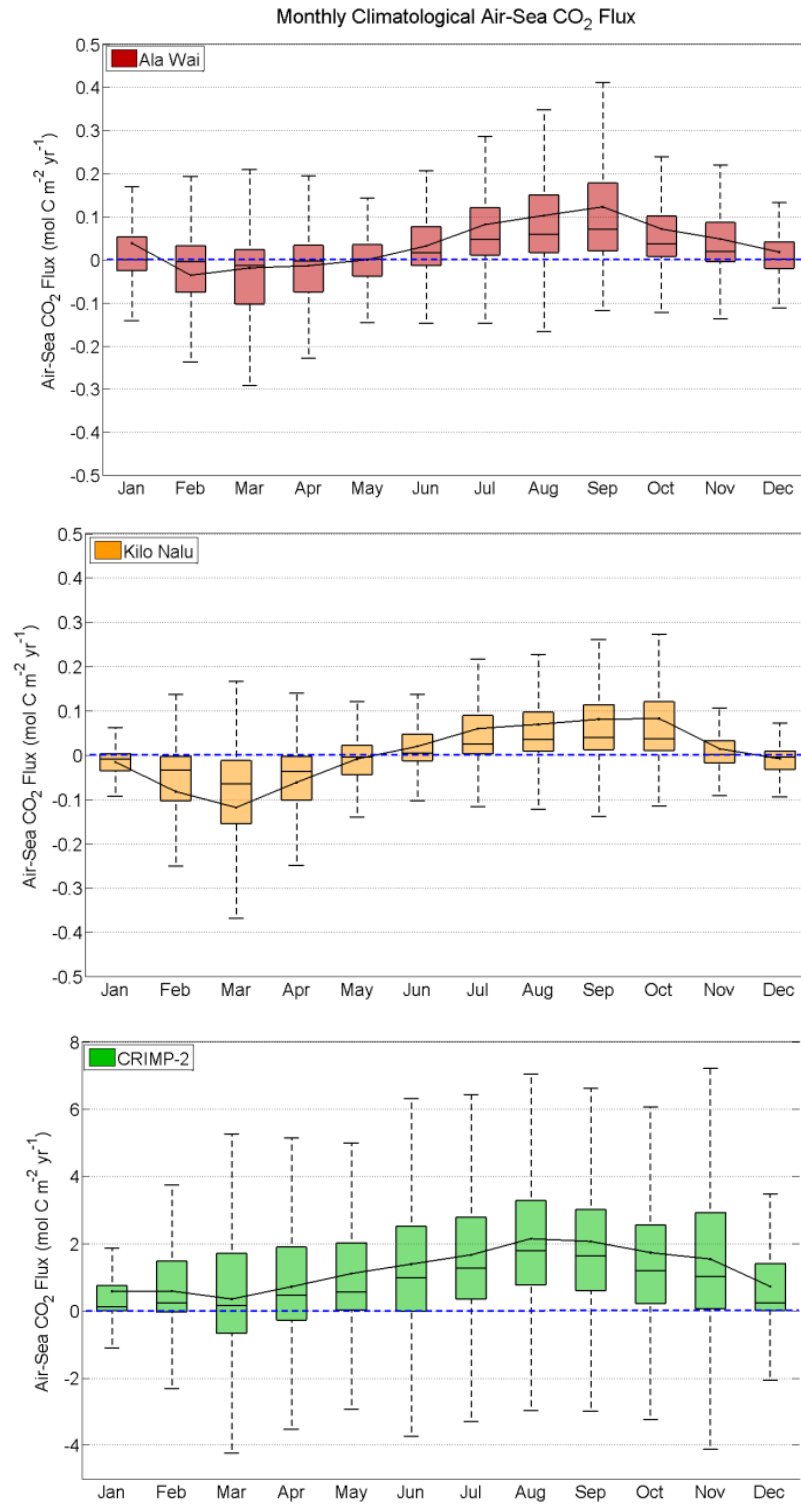 Monthly Climatological Air-Sea CO₂ Flux
Ala Wai
Air-Sea CO₂ Flux (mol C m⁻² yr⁻¹)
0.5
0.4
0.3
0.2
0.1
0
-0.1
-0.2
-0.3
-0.4
-0.5
Jan Feb Mar Apr May Jun Jul Aug Sep Oct Nov Dec
Kilo Nalu
Air-Sea CO₂ Flux (mol C m⁻² yr⁻¹)
0.5
0.4
0.3
0.2
0.1
0
-0.1
-0.2
-0.3
-0.4
-0.5
Jan Feb Mar Apr May Jun Jul Aug Sep Oct Nov Dec
CRIMP-2
Air-Sea CO₂ Flux (mol C m⁻² yr⁻¹)
8
6
4
2
0
-2
-4
Jan Feb Mar Apr May Jun Jul Aug Sep Oct Nov Dec